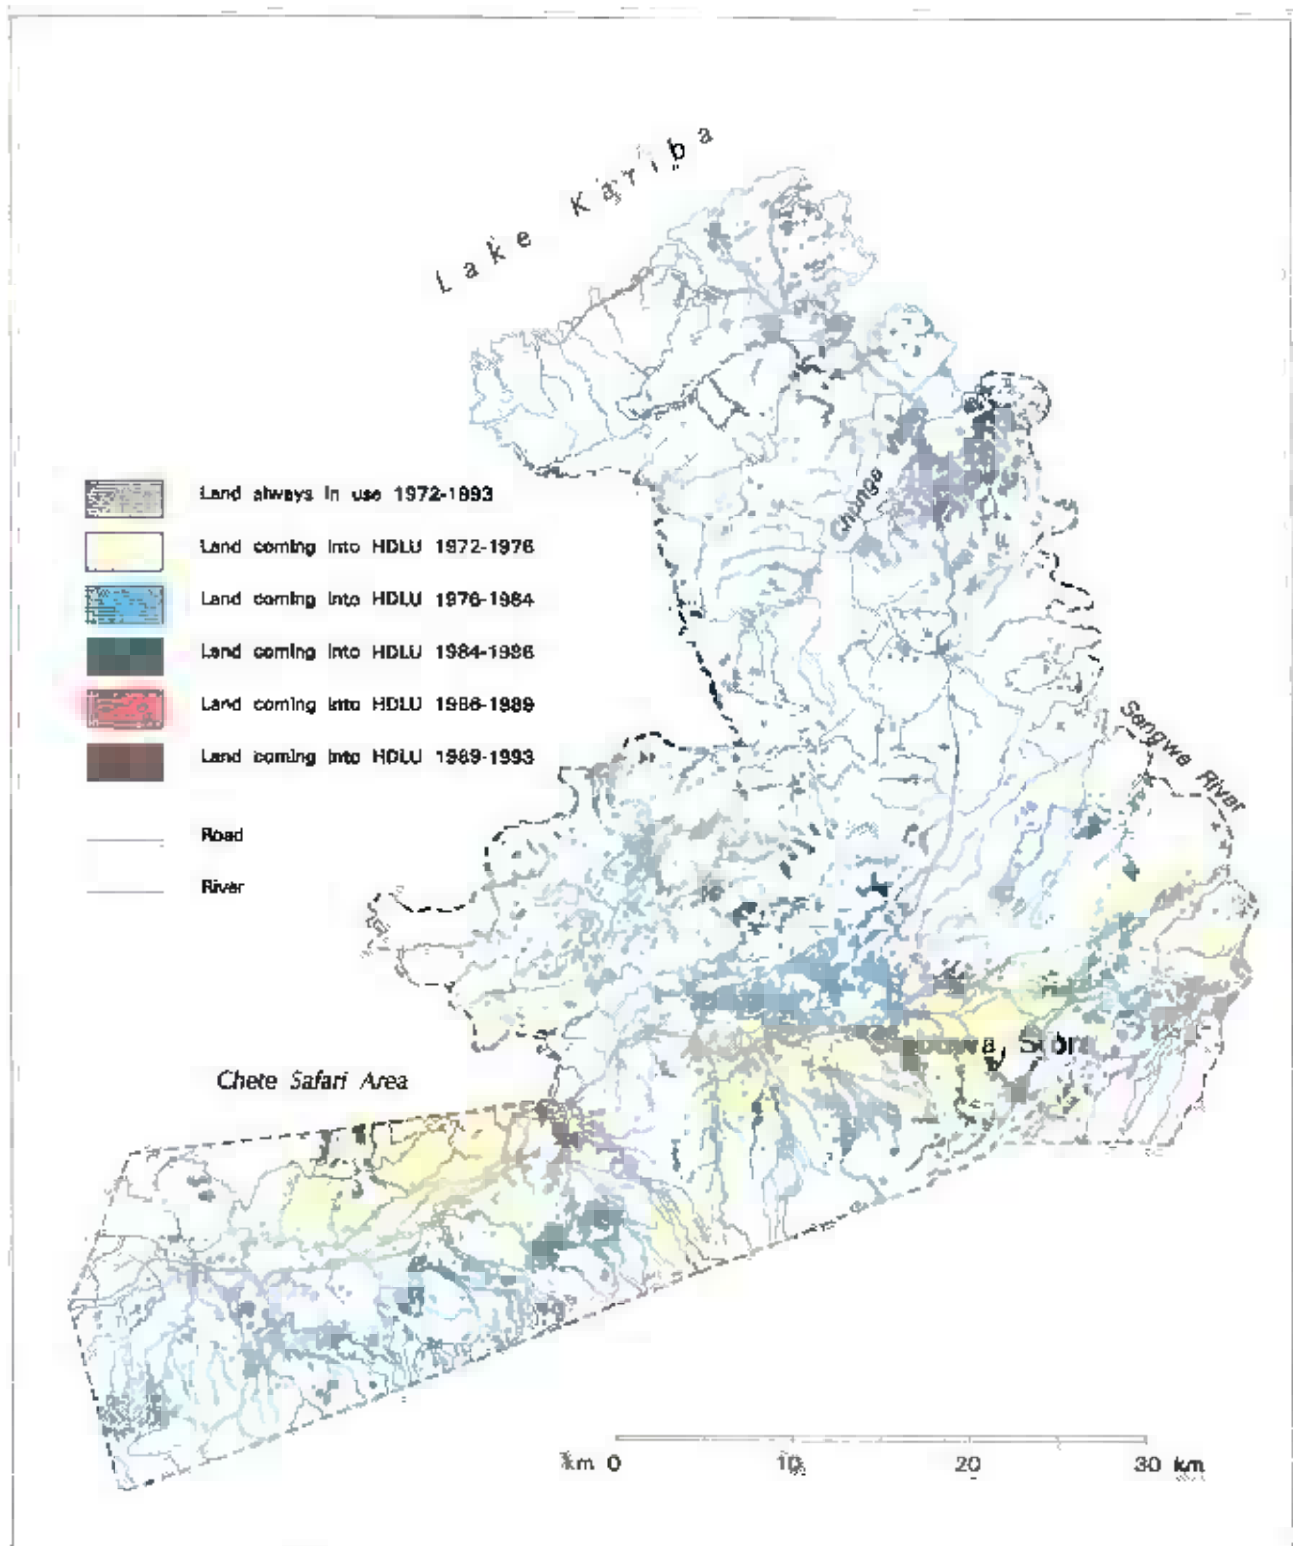 Lake Kariba
Chunga
Land always in use 1972-1993
Land coming into HDLU 1972-1976
Land coming into HDLU 1976-1984
Land coming into HDLU 1984-1986
Land coming into HDLU 1986-1989
Land coming into HDLU 1989-1993
Sengwa River
Road
River
Chete Safari Area
km 0 10 20 30 km